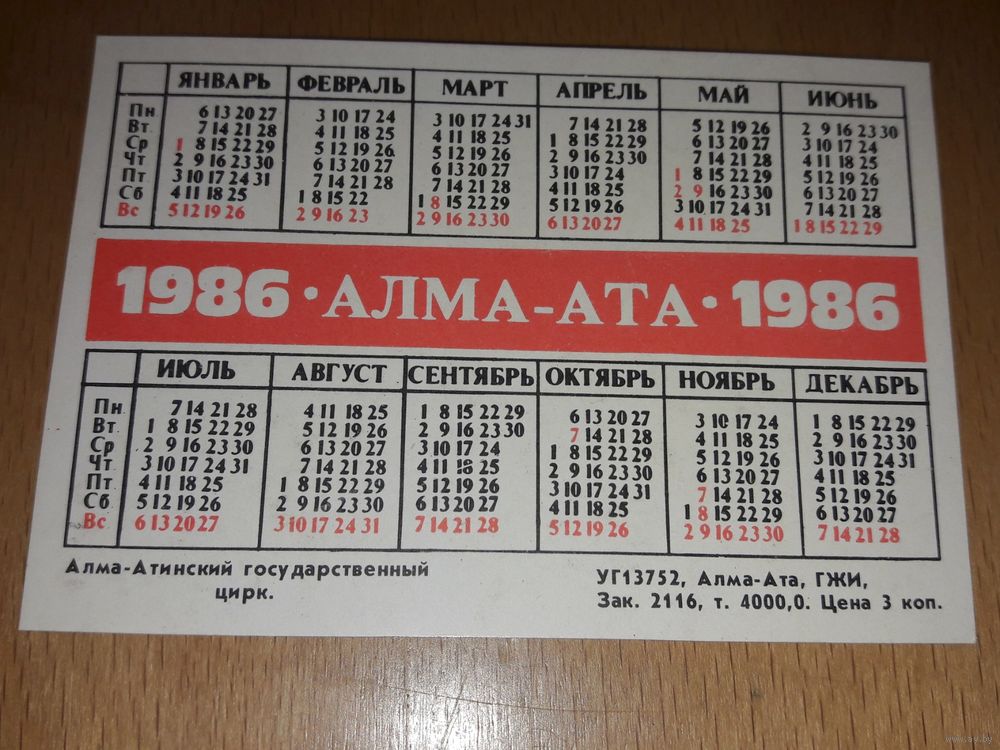 ЯНВАРЬ ФЕВРАЛЬ МАРТ АПРЕЛЬ МАЙ ИЮНЬ
Пн 6 13 20 27 3 10 17 24 3 10 17 24 31 7 14 21 28 5 12 19 26 2 9 16 23 30
Вт 7 14 21 28 4 11 18 25 4 11 18 25 1 8 15 22 29 6 13 20 27 3 10 17 24
Ср 1 8 15 22 29 5 12 19 26 5 12 19 26 2 9 16 23 30 7 14 21 28 4 11 18 25
Чт 2 9 16 23 30 6 13 20 27 6 13 20 27 3 10 17 24 1 8 15 22 29 5 12 19 26
Пт 3 10 17 24 31 7 14 21 28 7 14 21 28 4 11 18 25 2 9 16 23 30 6 13 20 27
Сб 4 11 18 25 1 8 15 22 1 8 15 22 29 5 12 19 26 3 10 17 24 31 7 14 21 28
Вс 5 12 19 26 2 9 16 23 2 9 16 23 30 6 13 20 27 4 11 18 25 1 8 15 22 29
1986 · АЛМА-АТА · 1986
ИЮЛЬ АВГУСТ СЕНТЯБРЬ ОКТЯБРЬ НОЯБРЬ ДЕКАБРЬ
Пн. 7 14 21 28 4 11 18 25 1 8 15 22 29 6 13 20 27 3 10 17 24 1 8 15 22 29
Вт. 1 8 15 22 29 5 12 19 26 2 9 16 23 30 7 14 21 28 4 11 18 25 2 9 16 23 30
Ср. 2 9 16 23 30 6 13 20 27 3 10 17 24 1 8 15 22 29 5 12 19 26 3 10 17 24 31
Чт. 3 10 17 24 31 7 14 21 28 4 11 18 25 2 9 16 23 30 6 13 20 27 4 11 18 25
Пт. 4 11 18 25 1 8 15 22 29 5 12 19 26 3 10 17 24 31 7 14 21 28 5 12 19 26
Сб. 5 12 19 26 2 9 16 23 30 6 13 20 27 4 11 18 25 1 8 15 22 29 6 13 20 27
Вс. 6 13 20 27 3 10 17 24 31 7 14 21 28 5 12 19 26 2 9 16 23 30 7 14 21 28
Алма-Атинский государственный
цирк.
УГ13752, Алма-Ата, ГЖИ,
Зак. 2116, т. 4000,0. Цена 3 коп.
www.ay.by